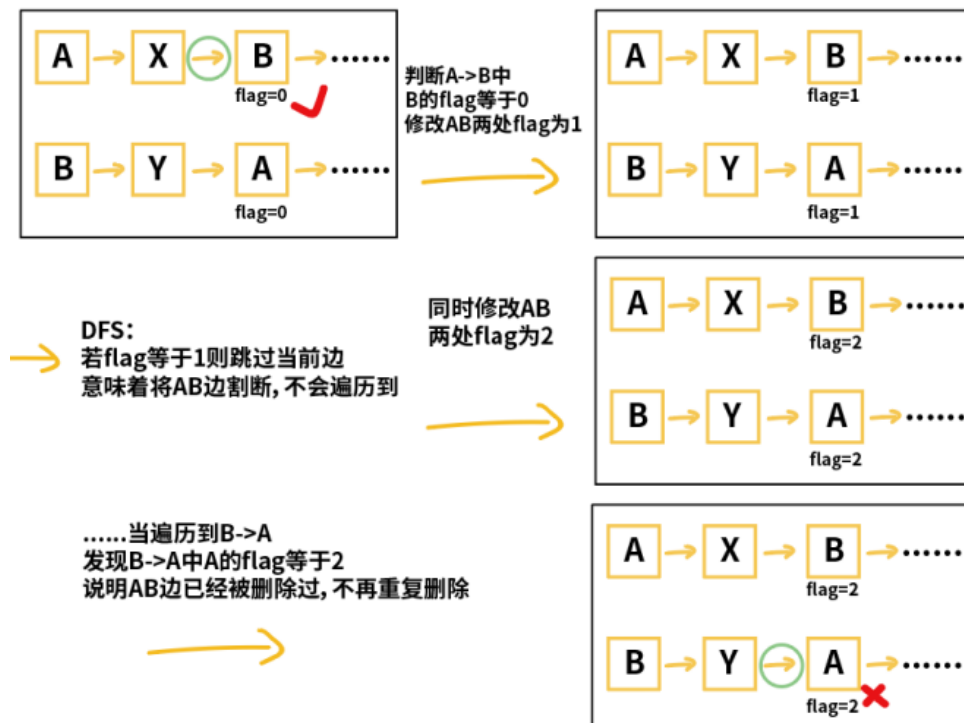 A X B ……
flag=0
B Y A ……
flag=0
判断A->B中
B的flag等于0
修改AB两处flag为1
A X B ……
flag=1
B Y A ……
flag=1
DFS：
若flag等于1则跳过当前边
意味着将AB边割断, 不会遍历到
同时修改AB
两处flag为2
A X B ……
flag=2
B Y A ……
flag=2
……当遍历到B->A
发现B->A中A的flag等于2
说明AB边已经被删除过, 不再重复删除
A X B ……
flag=2
B Y A ……
flag=2